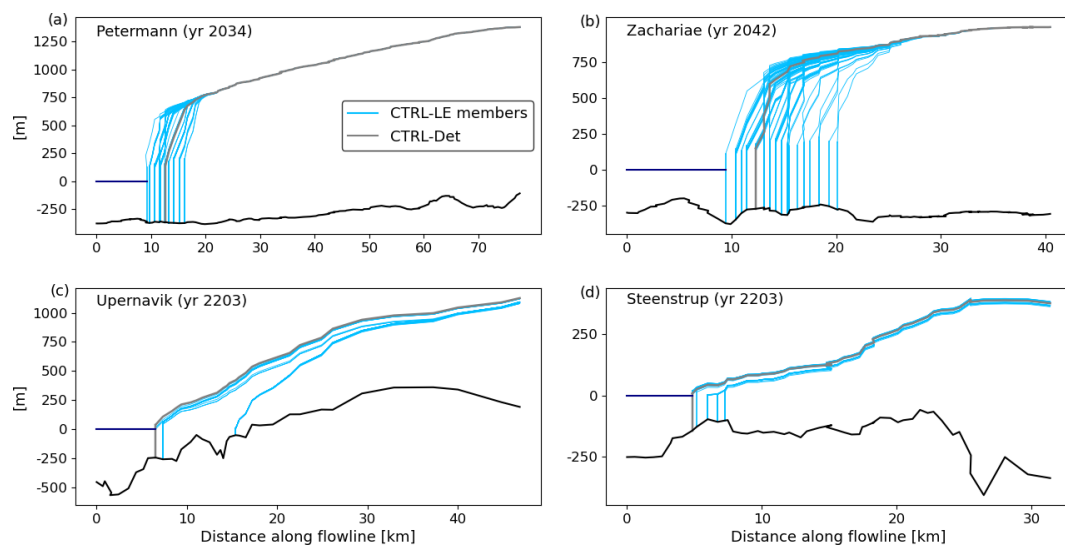 (a)
Petermann (yr 2034)
CTRL-LE members
CTRL-Det
[m]
1250
1000
750
500
250
0
-250
0 10 20 30 40 50 60 70
(b)
Zachariae (yr 2042)
750
500
250
0
-250
0 10 20 30 40
(c)
Upernavik (yr 2203)
[m]
1000
750
500
250
0
-250
-500
0 10 20 30 40
Distance along flowline [km]
(d)
Steenstrup (yr 2203)
250
0
-250
0 10 20 30
Distance along flowline [km]